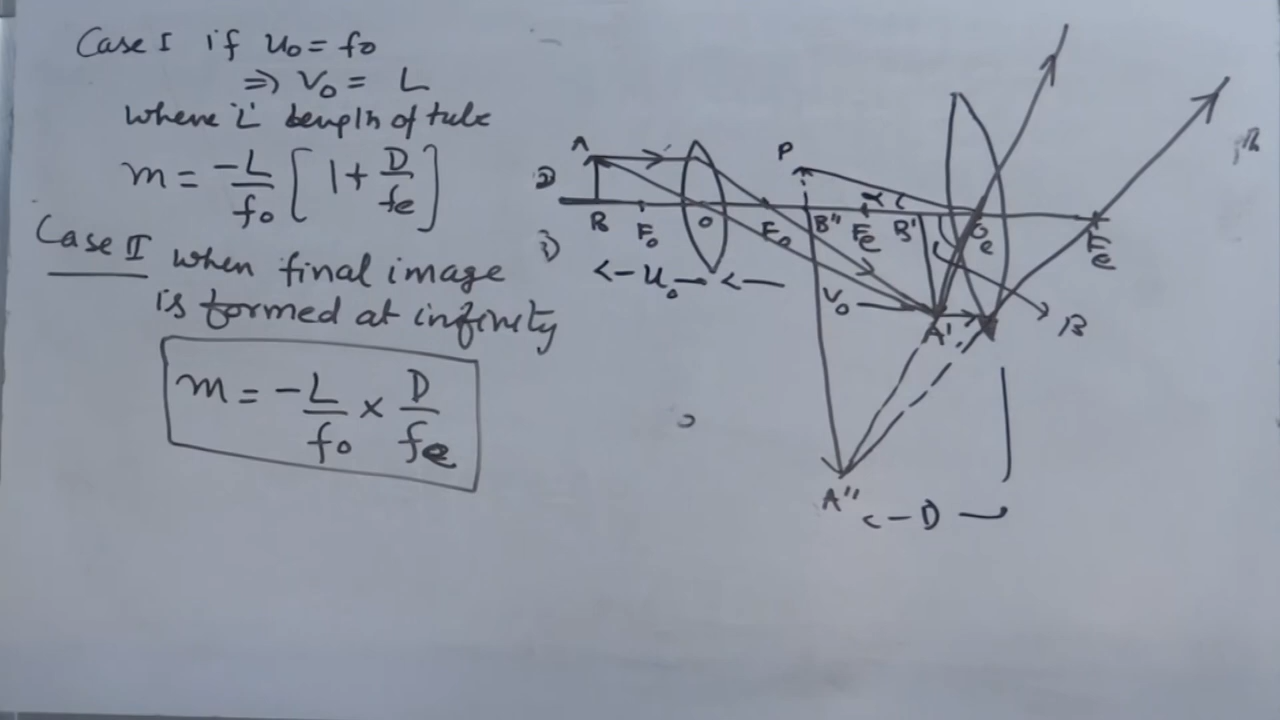 Case I if u₀ = f₀
⇒ v₀ = L
where 'L' length of tube
m = -L/f₀ [1 + D/fe]
Case II when final image
is formed at infinity
m = -L/f₀ × D/fe
A
P
α
B F₀ O F₀ B'' Fe B' Oe Fe
<- u₀ -> <-
v₀
A'
β
A''
<- D